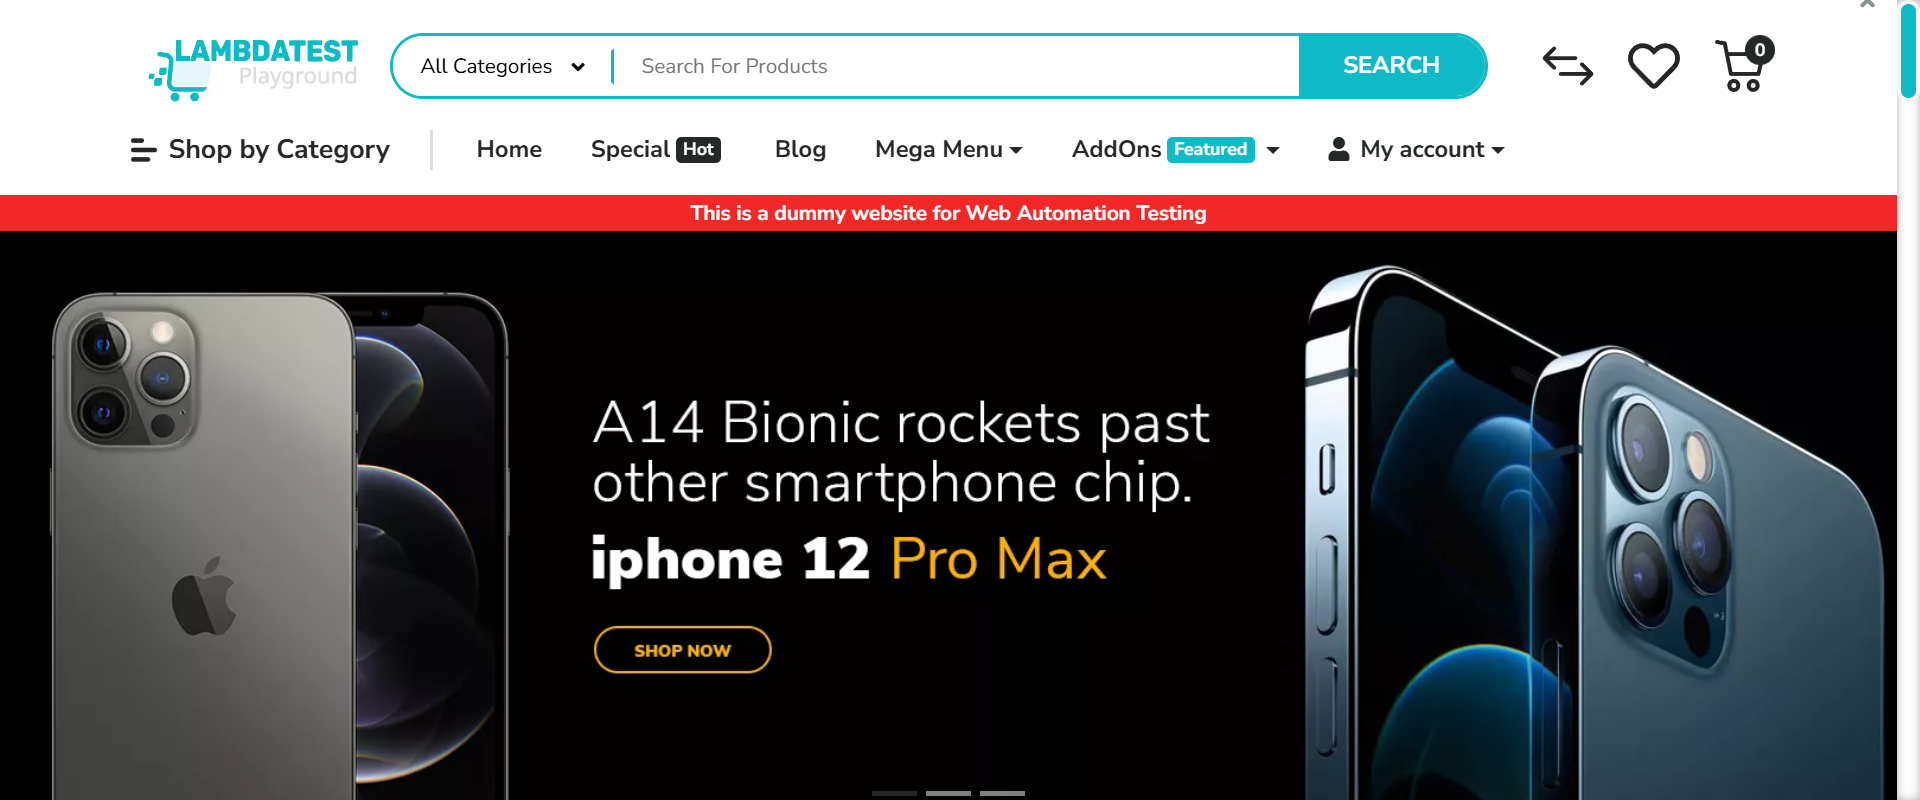 LAMBDATEST
Playground
All Categories
Search For Products
SEARCH
0
Shop by Category
Home
Special Hot
Blog
Mega Menu
AddOns Featured
My account
This is a dummy website for Web Automation Testing
A14 Bionic rockets past
other smartphone chip.
iphone 12 Pro Max
SHOP NOW